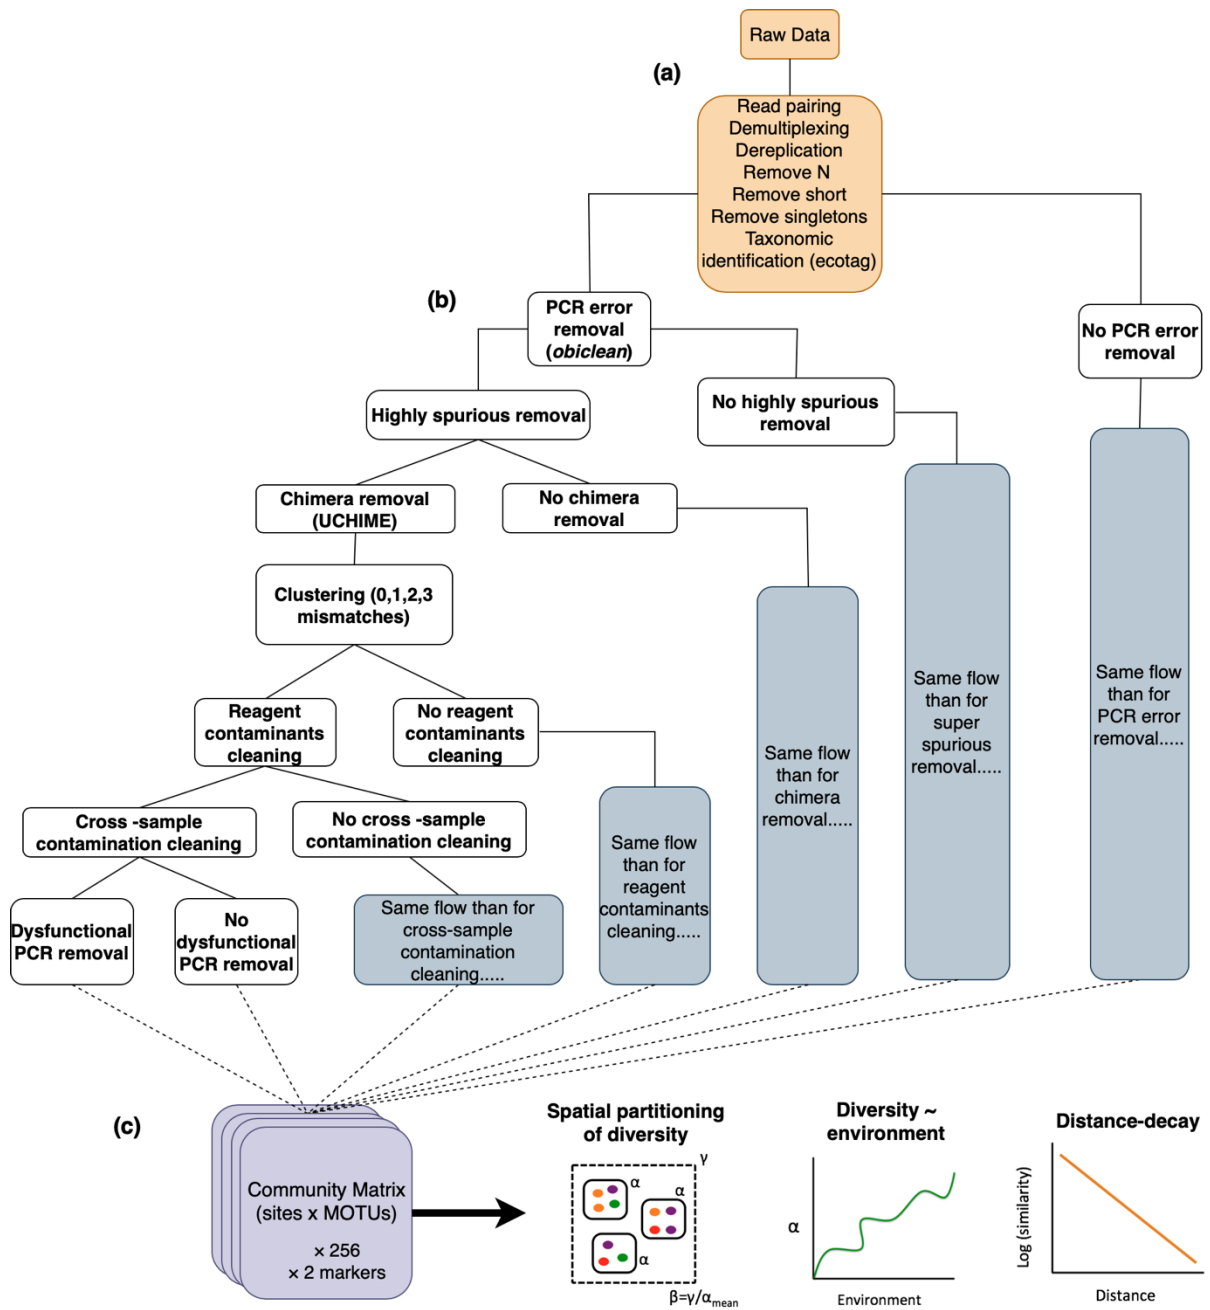 Raw Data
(a)
Read pairing
Demultiplexing
Dereplication
Remove N
Remove short
Remove singletons
Taxonomic
identification (ecotag)
(b)
PCR error
removal
(obiclean)
No PCR error
removal
Highly spurious removal
No highly spurious
removal
Chimera removal
(UCHIME)
No chimera
removal
Clustering (0,1,2,3
mismatches)
Reagent
contaminants
cleaning
No reagent
contaminants
cleaning
Same flow
than for
super
spurious
removal.....
Same flow
than for
PCR error
removal.....
Same flow
than for
chimera
removal.....
Cross -sample
contamination cleaning
No cross -sample
contamination cleaning
Same flow
than for
reagent
contaminants
cleaning.....
Dysfunctional
PCR removal
No
dysfunctional
PCR removal
Same flow than for
cross-sample
contamination
cleaning.....
(c)
Community Matrix
(sites x MOTUs)
× 256
× 2 markers
Spatial partitioning
of diversity
γ
α
α
α
β=γ/αmean
Diversity ~
environment
α
Environment
Distance-decay
Log (similarity)
Distance